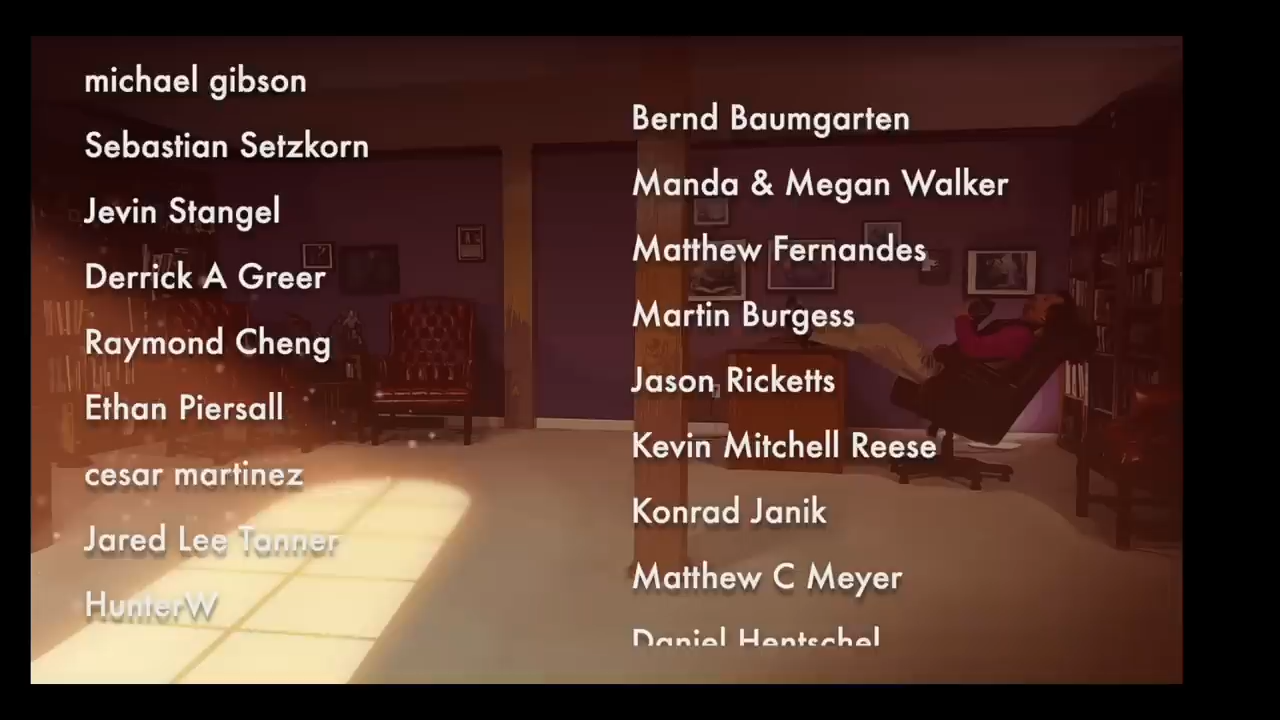 michael gibson
Sebastian Setzkorn
Jevin Stangel
Derrick A Greer
Raymond Cheng
Ethan Piersall
cesar martinez
Jared Lee Tanner
HunterW
Bernd Baumgarten
Manda & Megan Walker
Matthew Fernandes
Martin Burgess
Jason Ricketts
Kevin Mitchell Reese
Konrad Janik
Matthew C Meyer
Daniel Hentschel